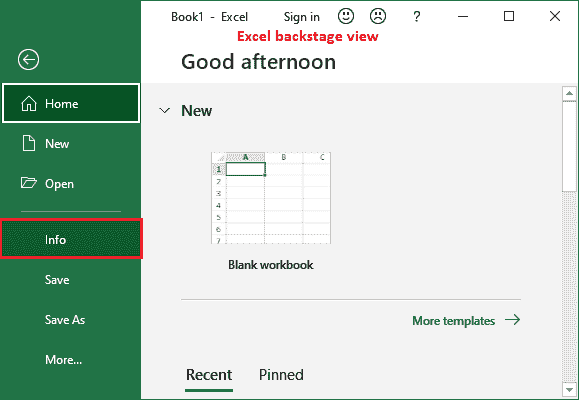 Book1 - Excel
Sign in
?
Excel backstage view
Good afternoon
Home
New
Open
Info
Save
Save As
More...
New
A B C
1
2
3
4
5
6
7
Blank workbook
More templates
Recent
Pinned